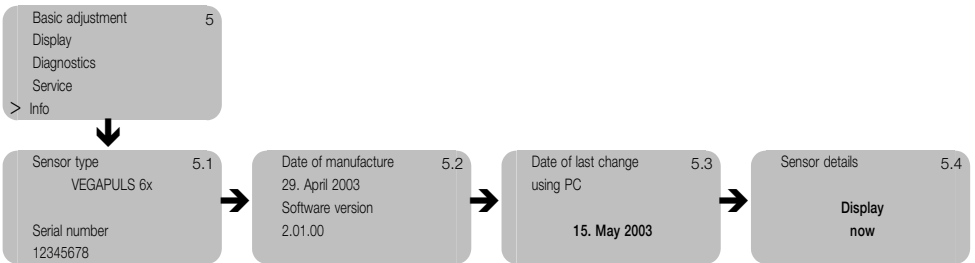 Basic adjustment 5
Display
Diagnostics
Service
> Info
Sensor type 5.1
VEGAPULS 6x
Serial number
12345678
Date of manufacture 5.2
29. April 2003
Software version
2.01.00
Date of last change 5.3
using PC
15. May 2003
Sensor details 5.4
Display
now